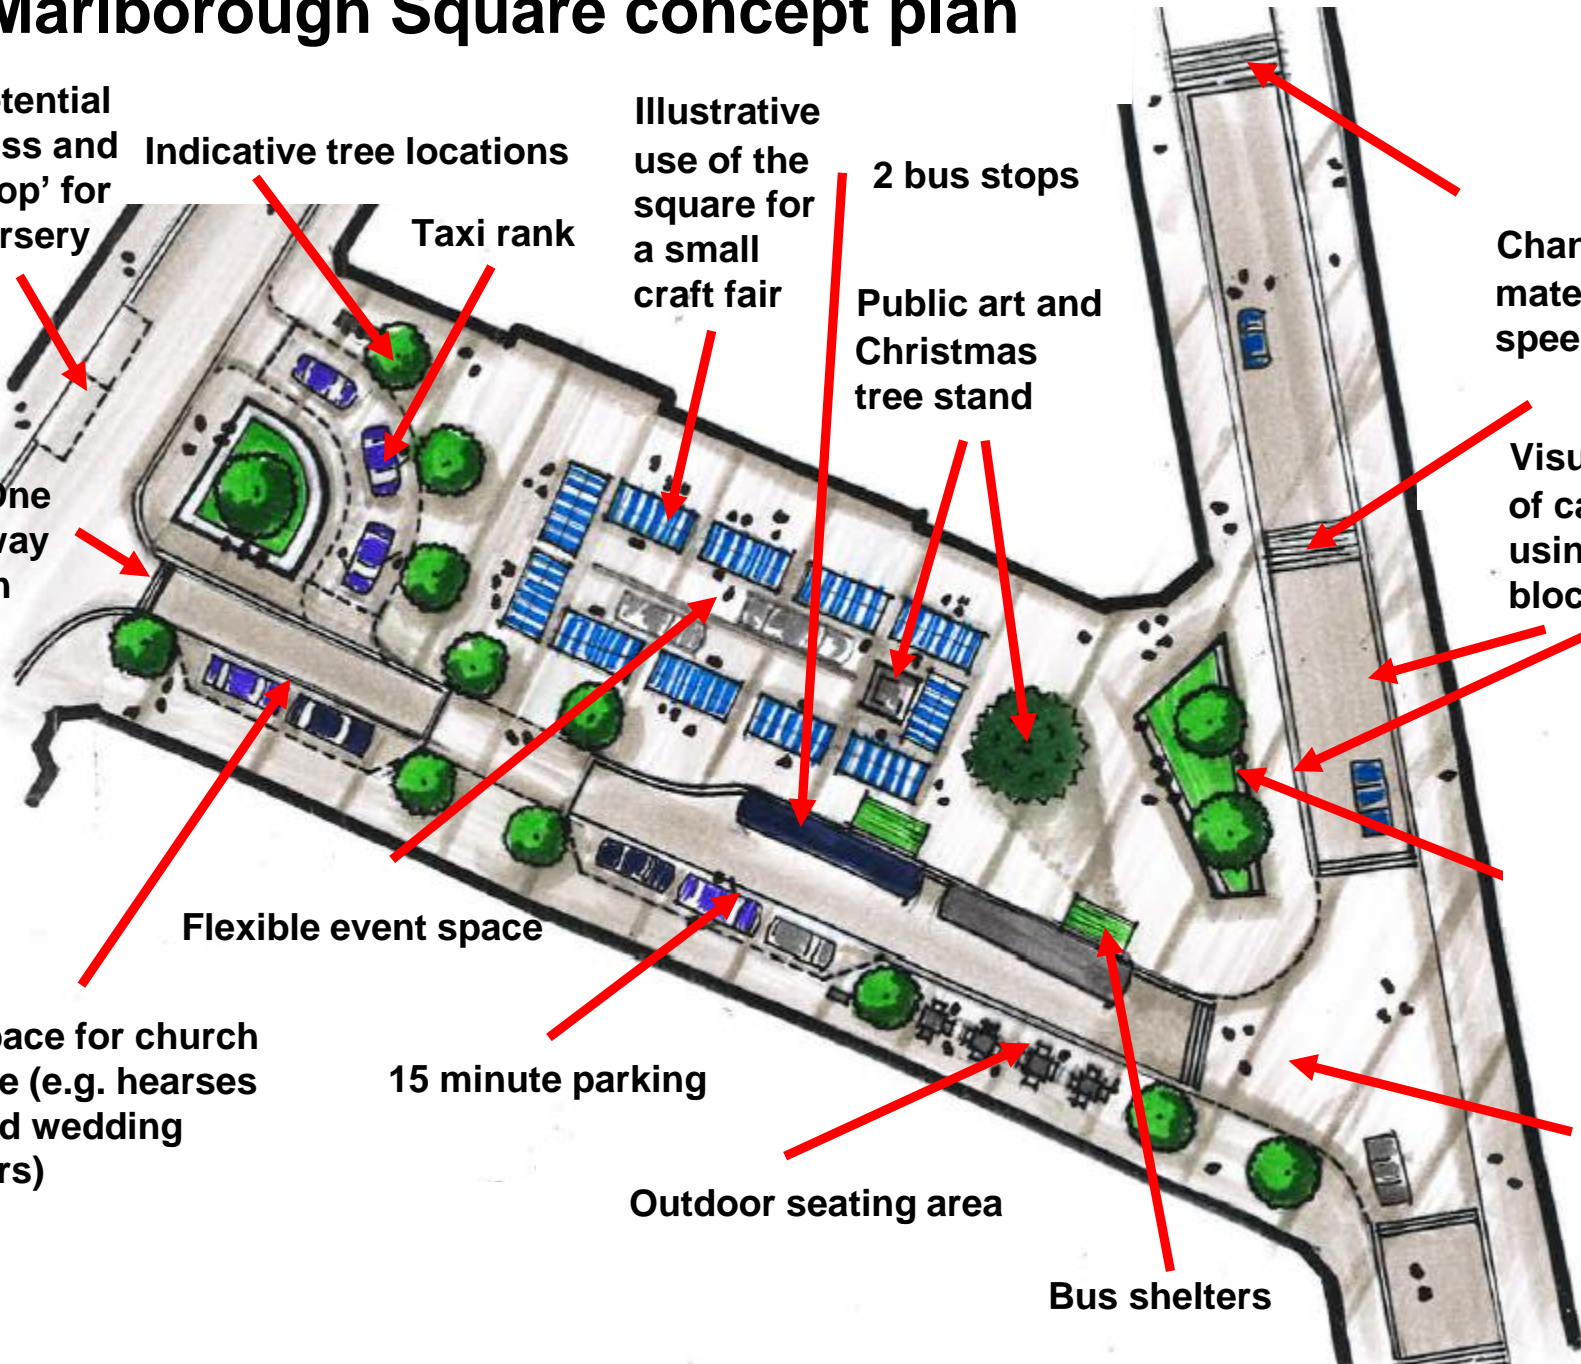 Marlborough Square concept plan
tential
ss and
op’ for
rsery
Indicative tree locations
Taxi rank
Illustrative
use of the
square for
a small
craft fair
2 bus stops
Public art and
Christmas
tree stand
Char
mate
spee
Visu
of ca
usin
bloc
One
way
n
Flexible event space
pace for church
e (e.g. hearses
d wedding
rs)
15 minute parking
Outdoor seating area
Bus shelters